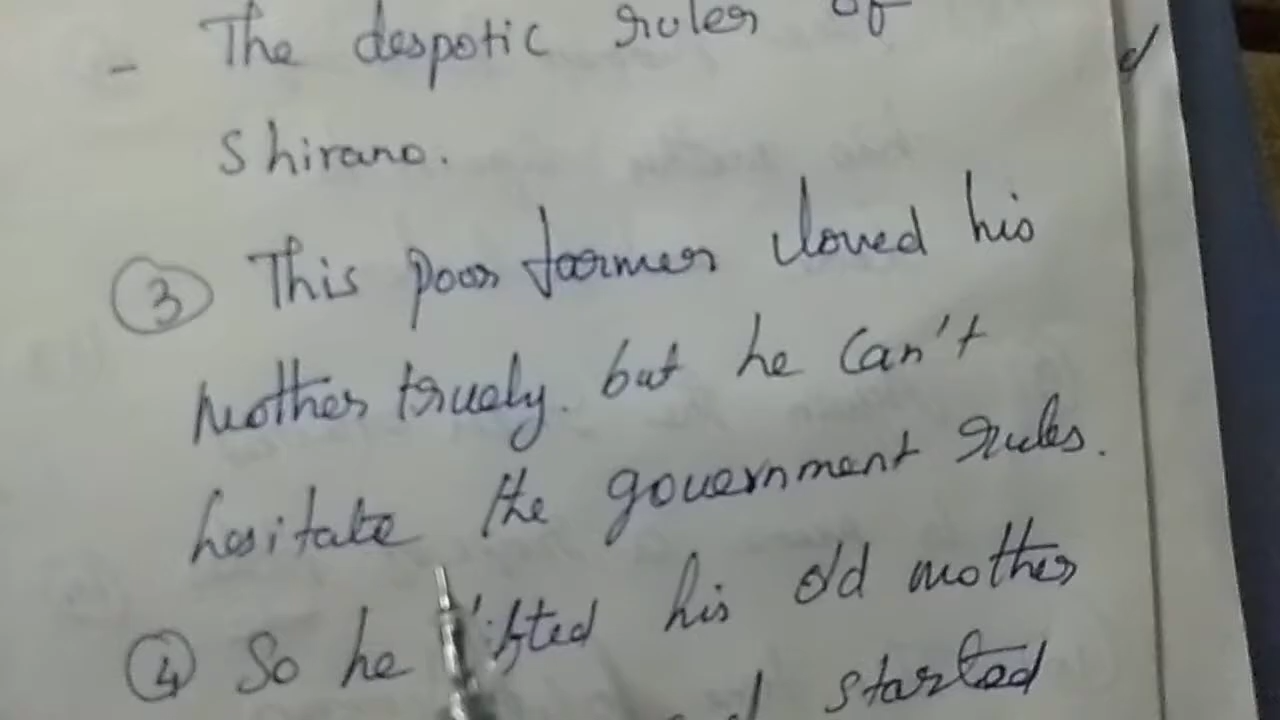 - The despotic ruler of
Shirano.
③ This poor farmer loved his
mother truely. but he can't
hesitate the government rules.
④ So he lifted his old mother
started